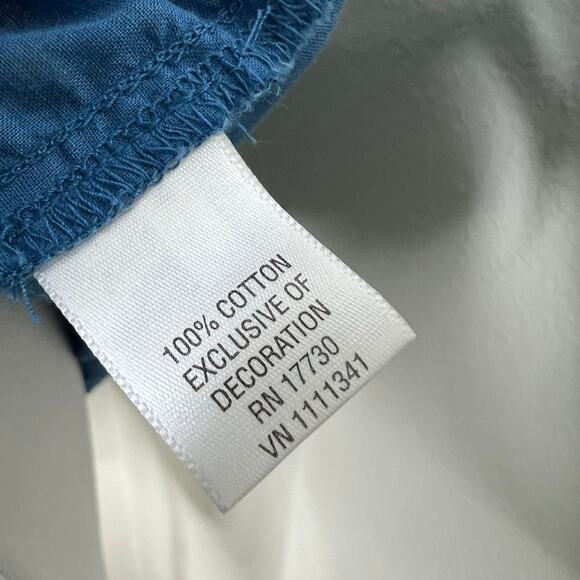 100% COTTON
EXCLUSIVE OF
DECORATION
RN 17730
VN 1111341